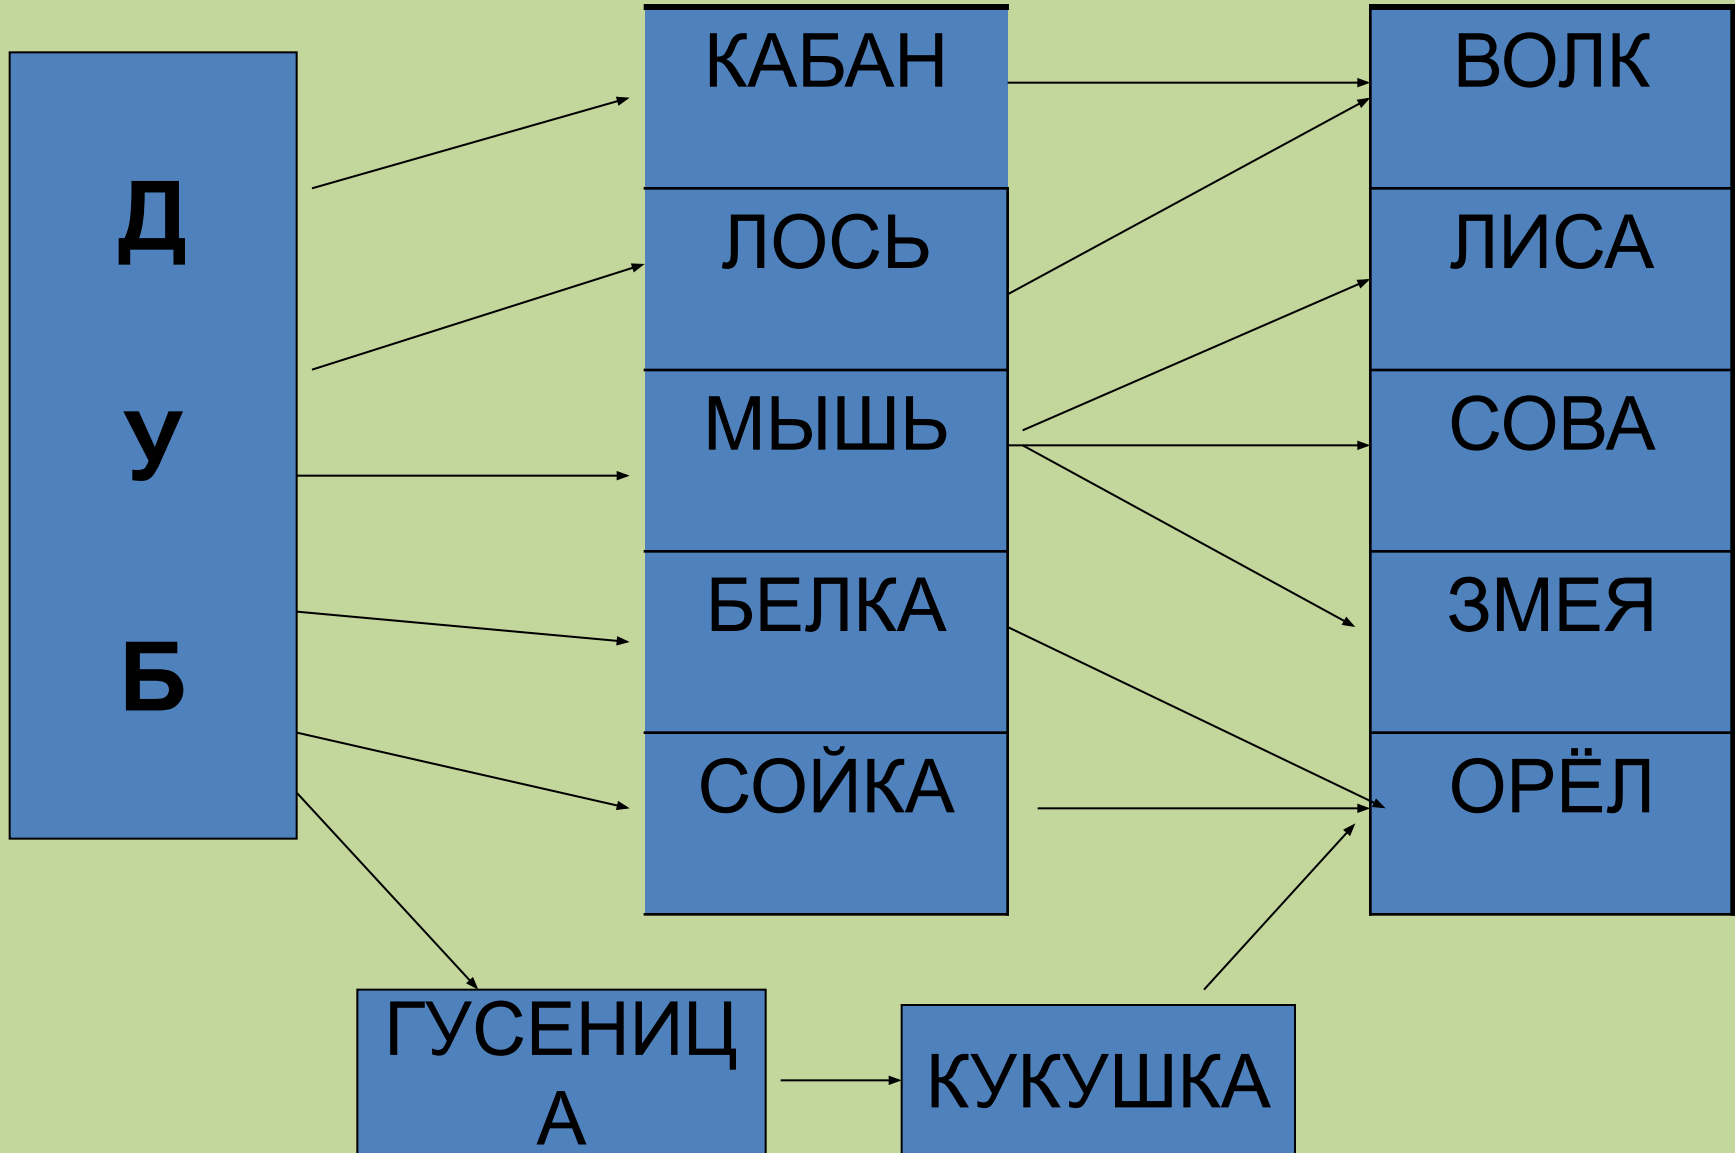 Д
У
Б
КАБАН
ЛОСЬ
МЫШЬ
БЕЛКА
СОЙКА
ВОЛК
ЛИСА
СОВА
ЗМЕЯ
ОРЁЛ
ГУСЕНИЦ
А
КУКУШКА